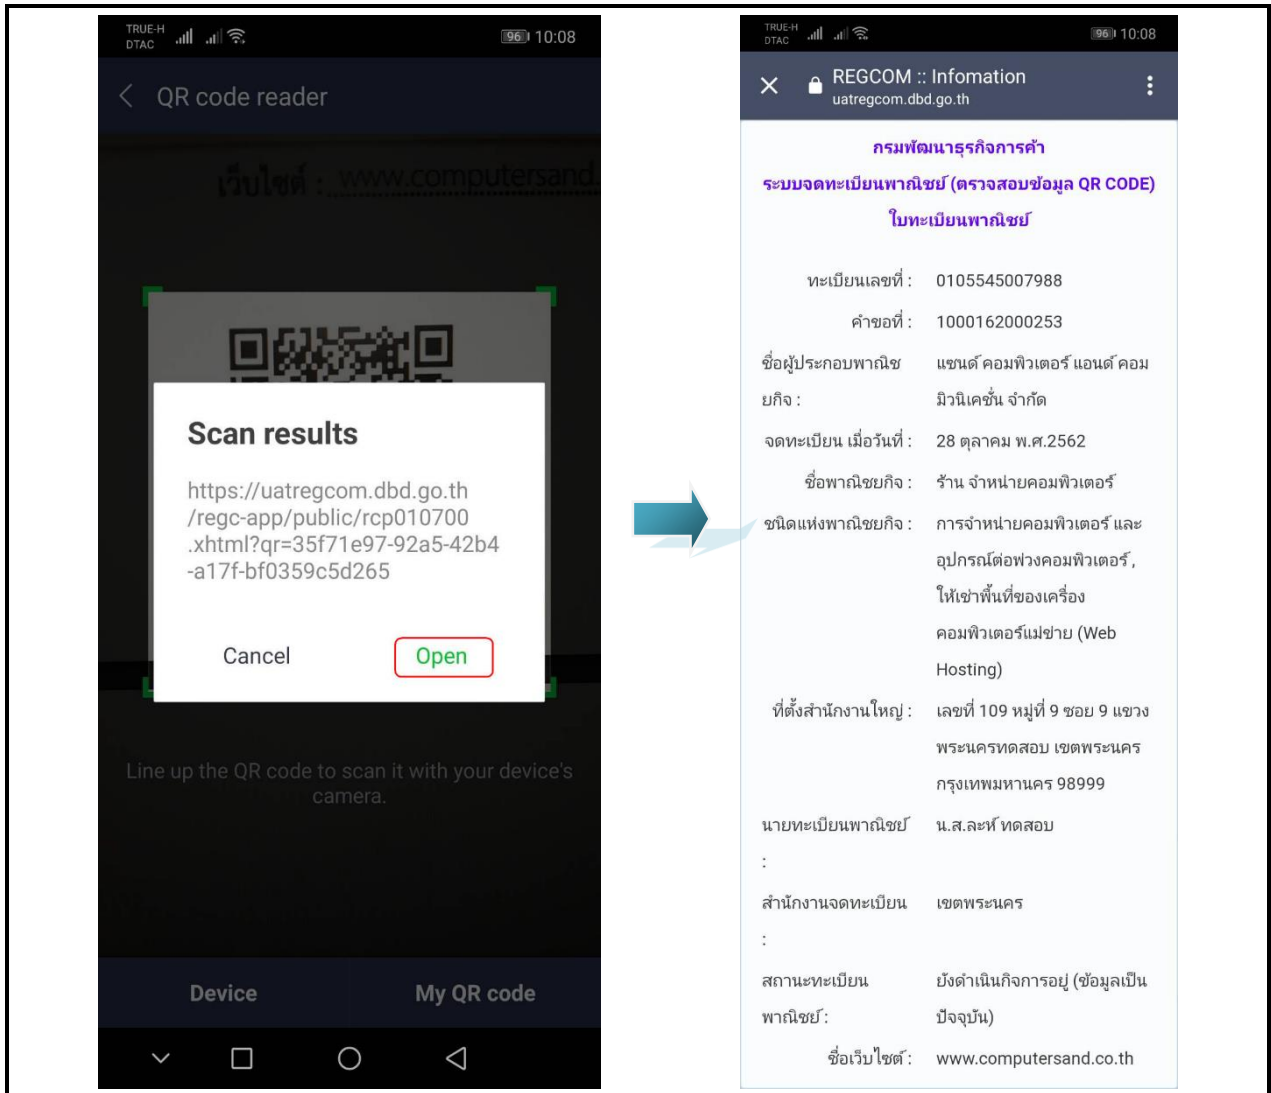 TRUE-H
DTAC
96 10:08
QR code reader
เว็บไซต์ : www.computersand.
Scan results
https://uatregcom.dbd.go.th
/regc-app/public/rcp010700
.xhtml?qr=35f71e97-92a5-42b4
-a17f-bf0359c5d265
Cancel Open
Line up the QR code to scan it with your device's
camera.
Device My QR code
TRUE-H
DTAC
96 10:08
REGCOM :: Infomation
uatregcom.dbd.go.th
กรมพัฒนาธุรกิจการค้า
ระบบจดทะเบียนพาณิชย์ (ตรวจสอบข้อมูล QR CODE)
ใบทะเบียนพาณิชย์
ทะเบียนเลขที่ : 0105545007988
คำขอที่ : 1000162000253
ชื่อผู้ประกอบพาณิช แซนด์ คอมพิวเตอร์ แอนด์ คอม
ยกิจ : มิวนิเคชั่น จำกัด
จดทะเบียน เมื่อวันที่ : 28 ตุลาคม พ.ศ.2562
ชื่อพาณิชยกิจ : ร้าน จำหน่ายคอมพิวเตอร์
ชนิดแห่งพาณิชยกิจ : การจำหน่ายคอมพิวเตอร์ และ
อุปกรณ์ต่อพ่วงคอมพิวเตอร์ ,
ให้เช่าพื้นที่ของเครื่อง
คอมพิวเตอร์แม่ข่าย (Web
Hosting)
ที่ตั้งสำนักงานใหญ่ : เลขที่ 109 หมู่ที่ 9 ซอย 9 แขวง
พระนครทดสอบ เขตพระนคร
กรุงเทพมหานคร 98999
นายทะเบียนพาณิชย์ น.ส.ละห์ ทดสอบ
:
สำนักงานจดทะเบียน เขตพระนคร
:
สถานะทะเบียน ยังดำเนินกิจการอยู่ (ข้อมูลเป็น
พาณิชย์ : ปัจจุบัน)
ชื่อเว็บไซต์ : www.computersand.co.th